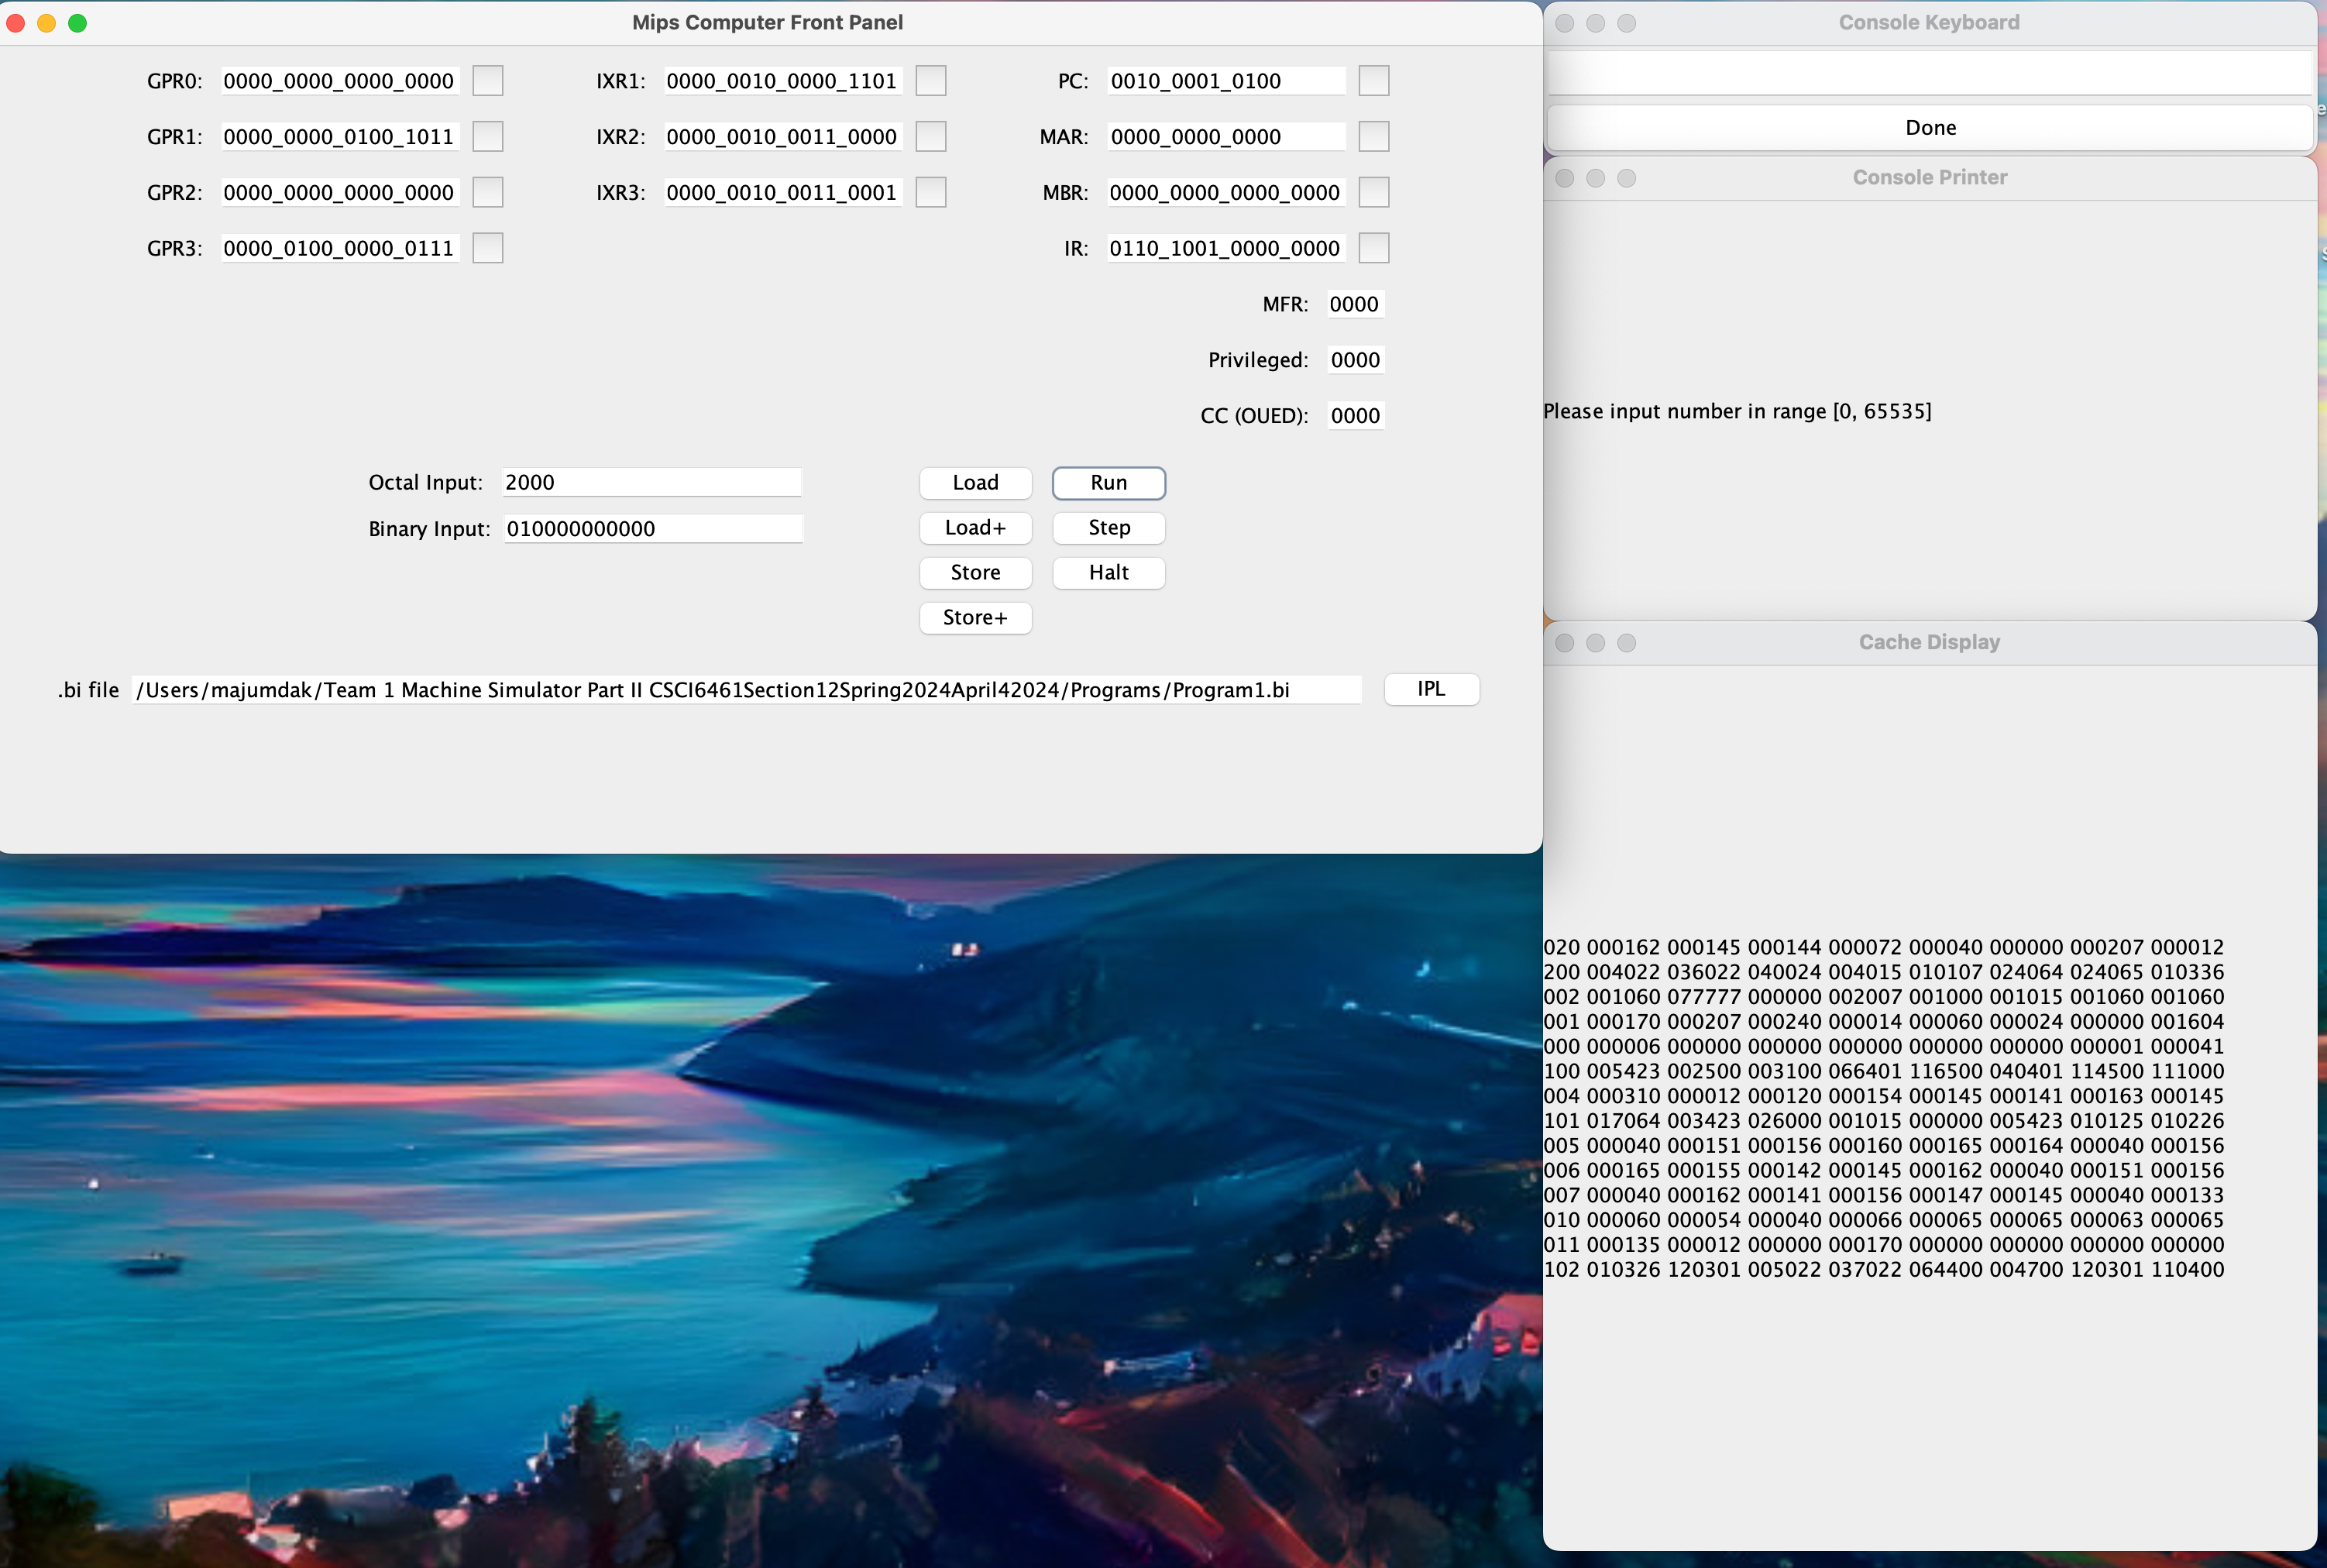 Mips Computer Front Panel
GPR0: 0000_0000_0000_0000 IXR1: 0000_0010_0000_1101 PC: 0010_0001_0100
GPR1: 0000_0000_0100_1011 IXR2: 0000_0010_0011_0000 MAR: 0000_0000_0000
GPR2: 0000_0000_0000_0000 IXR3: 0000_0010_0011_0001 MBR: 0000_0000_0000_0000
GPR3: 0000_0100_0000_0111 IR: 0110_1001_0000_0000
MFR: 0000
Privileged: 0000
CC (OUED): 0000
Octal Input: 2000 Load Run
Binary Input: 010000000000 Load+ Step
Store Halt
Store+
.bi file /Users/majumdak/Team 1 Machine Simulator Part II CSCI6461Section12Spring2024April42024/Programs/Program1.bi IPL
Console Keyboard
Done
Console Printer
Please input number in range [0, 65535]
Cache Display
020 000162 000145 000144 000072 000040 000000 000207 000012
200 004022 036022 040024 004015 010107 024064 024065 010336
002 001060 077777 000000 002007 001000 001015 001060 001060
001 000170 000207 000240 000014 000060 000024 000000 001604
000 000006 000000 000000 000000 000000 000000 000001 000041
100 005423 002500 003100 066401 116500 040401 114500 111000
004 000310 000012 000120 000154 000145 000141 000163 000145
101 017064 003423 026000 001015 000000 005423 010125 010226
005 000040 000151 000156 000160 000165 000164 000040 000156
006 000165 000155 000142 000145 000162 000040 000151 000156
007 000040 000162 000141 000156 000147 000145 000040 000133
010 000060 000054 000040 000066 000065 000065 000063 000065
011 000135 000012 000000 000170 000000 000000 000000 000000
102 010326 120301 005022 037022 064400 004700 120301 110400